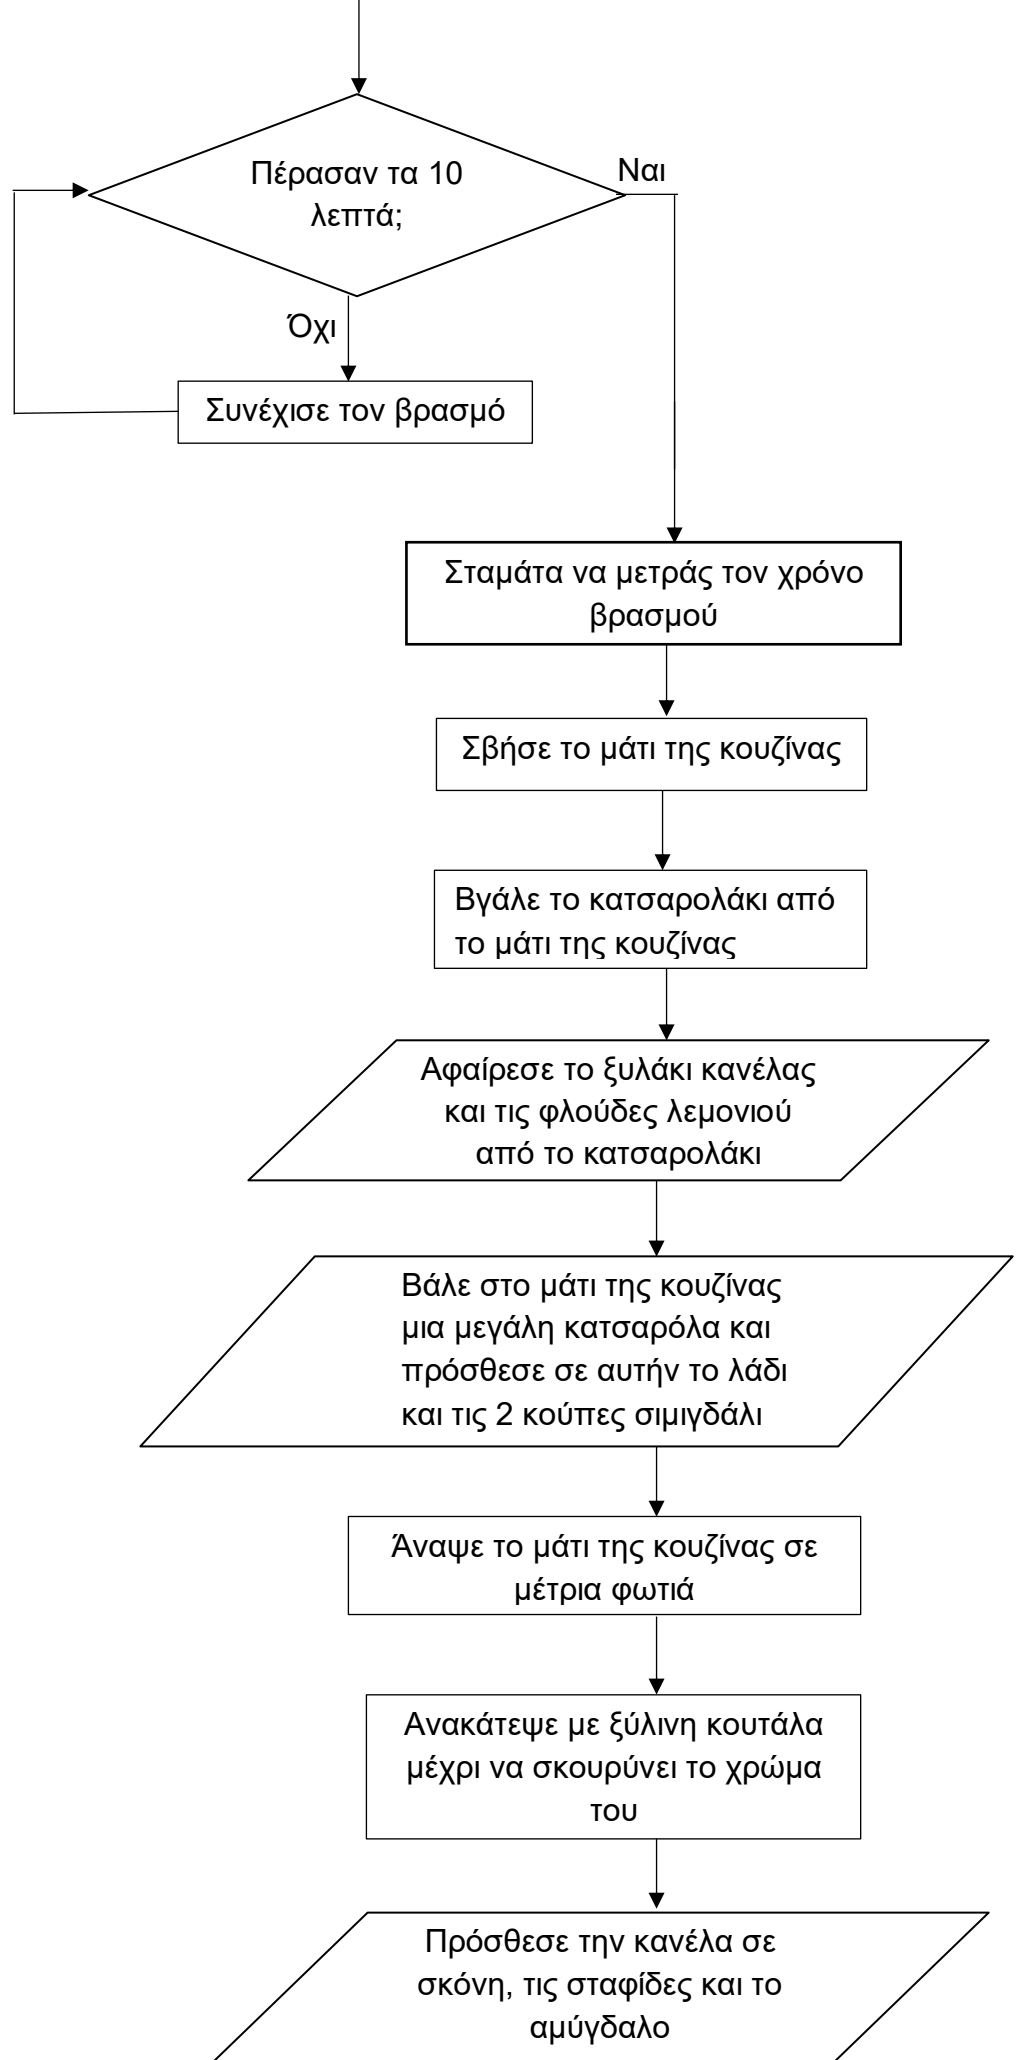 Πέρασαν τα 10
λεπτά;
Ναι
Όχι
Συνέχισε τον βρασμό
Σταμάτα να μετράς τον χρόνο
βρασμού
Σβήσε το μάτι της κουζίνας
Βγάλε το κατσαρολάκι από
το μάτι της κουζίνας
Αφαίρεσε το ξυλάκι κανέλας
και τις φλούδες λεμονιού
από το κατσαρολάκι
Βάλε στο μάτι της κουζίνας
μια μεγάλη κατσαρόλα και
πρόσθεσε σε αυτήν το λάδι
και τις 2 κούπες σιμιγδάλι
Άναψε το μάτι της κουζίνας σε
μέτρια φωτιά
Ανακάτεψε με ξύλινη κουτάλα
μέχρι να σκουρύνει το χρώμα
του
Πρόσθεσε την κανέλα σε
σκόνη, τις σταφίδες και το
αμύγδαλο